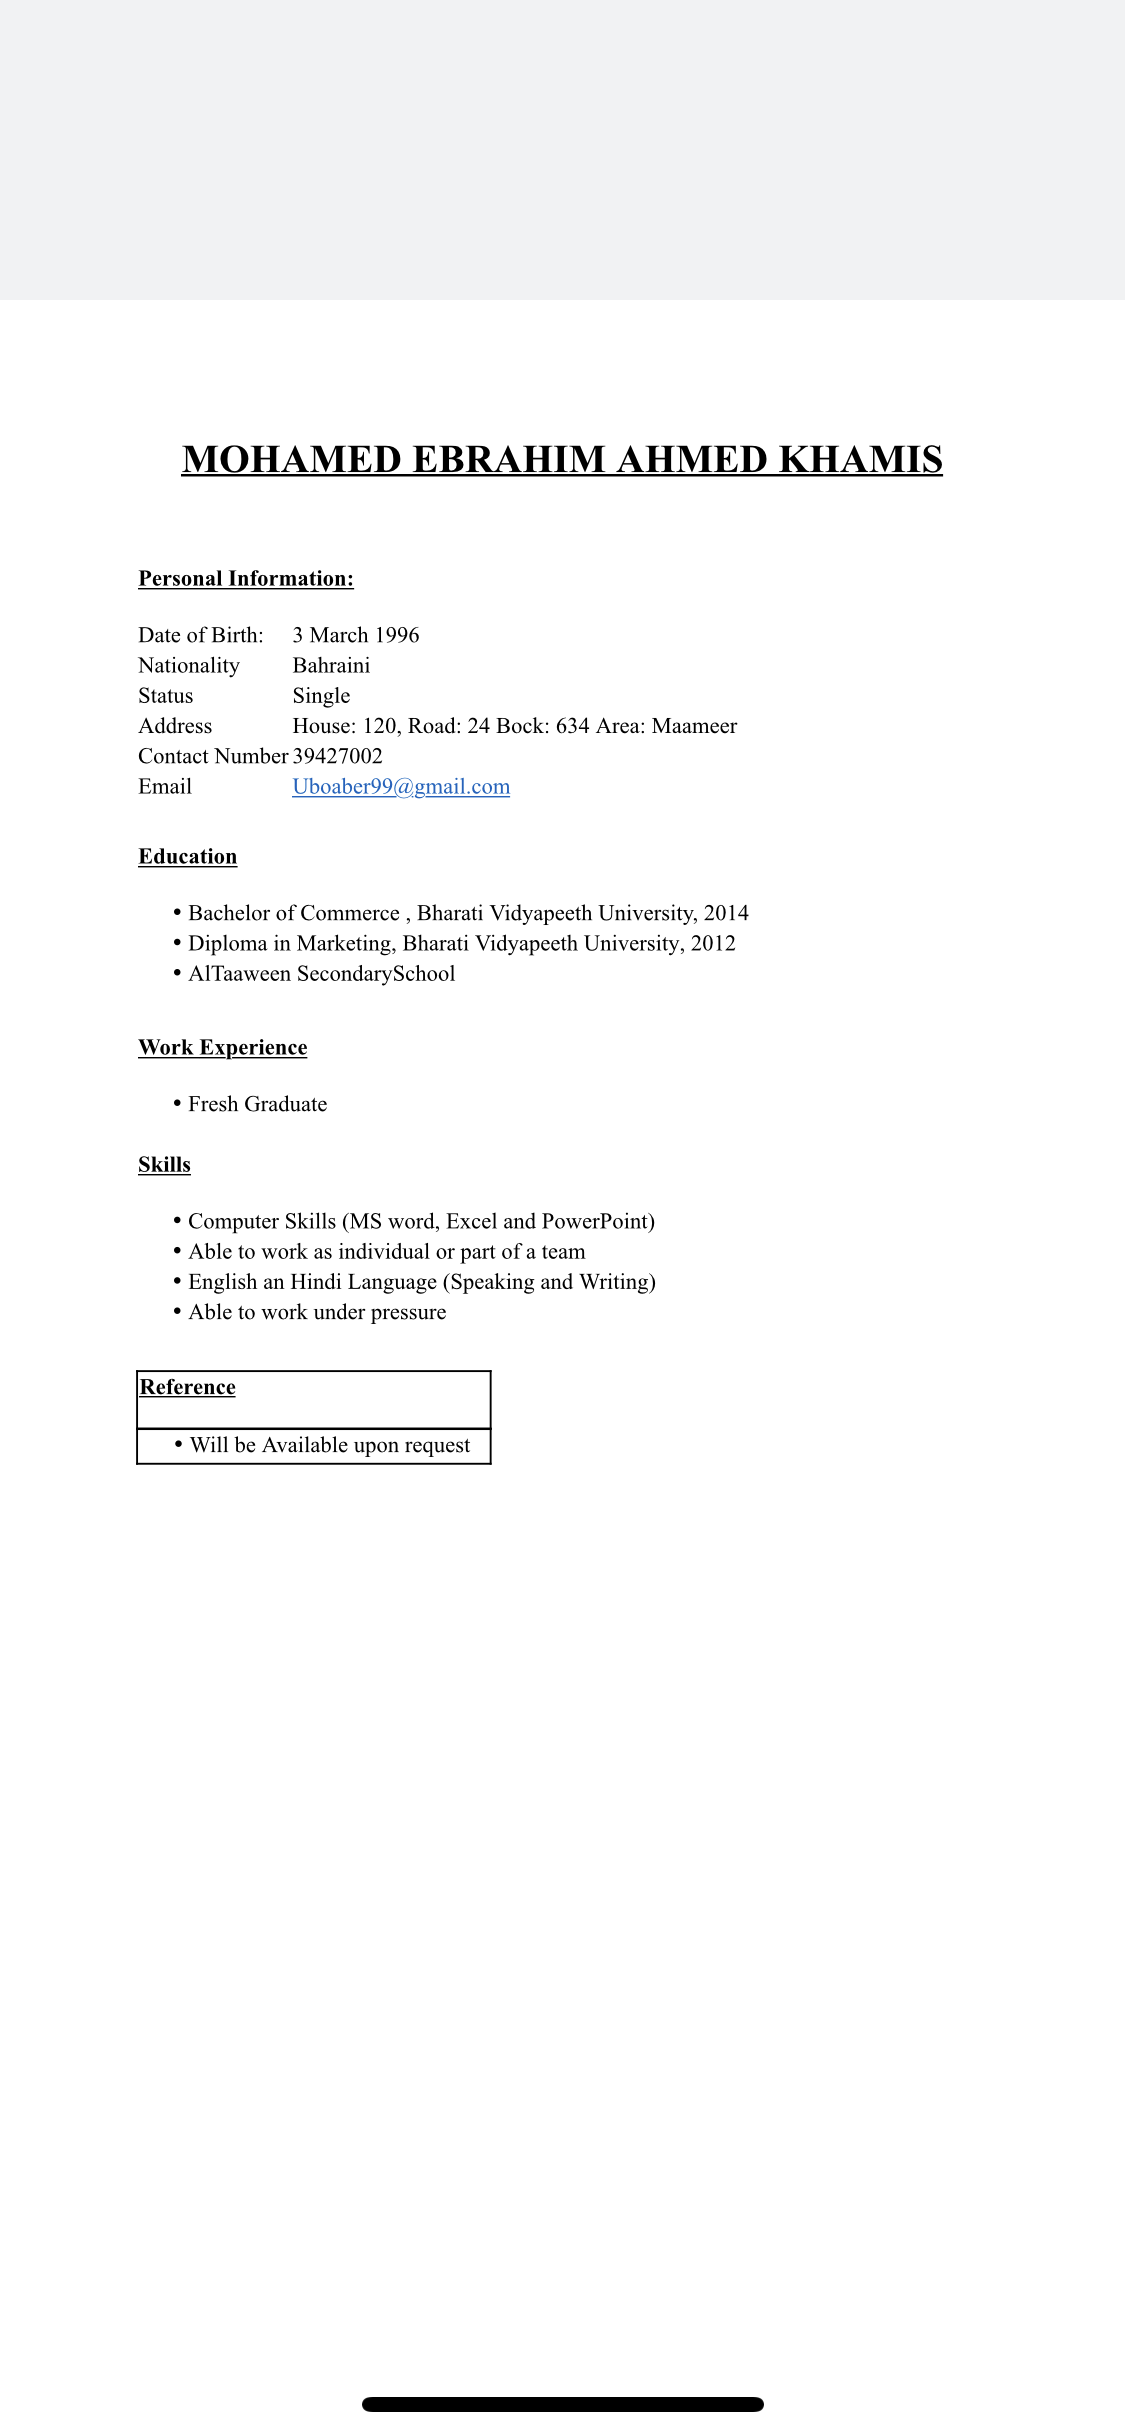 MOHAMED EBRAHIM AHMED KHAMIS
Personal Information:
Date of Birth: 3 March 1996
Nationality Bahraini
Status Single
Address House: 120, Road: 24 Bock: 634 Area: Maameer
Contact Number 39427002
Email Uboaber99@gmail.com
Education
• Bachelor of Commerce , Bharati Vidyapeeth University, 2014
• Diploma in Marketing, Bharati Vidyapeeth University, 2012
• AlTaaween SecondarySchool
Work Experience
• Fresh Graduate
Skills
• Computer Skills (MS word, Excel and PowerPoint)
• Able to work as individual or part of a team
• English an Hindi Language (Speaking and Writing)
• Able to work under pressure
Reference
• Will be Available upon request